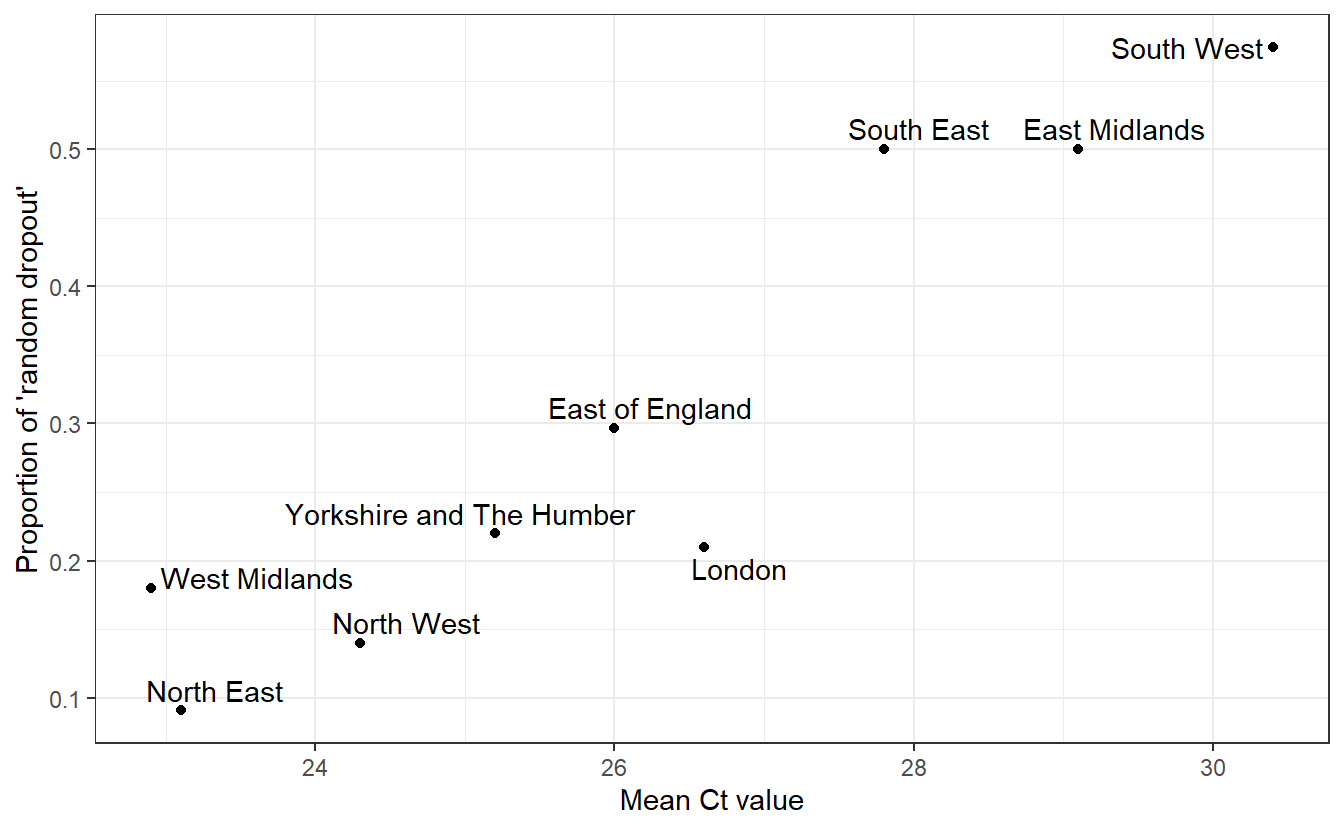 South West
South East
East Midlands
0.5
0.4
East of England
0.3
Yorkshire and The Humber
London
0.2
West Midlands
North West
North East
0.1
Proportion of 'random dropout'
24
26
28
30
Mean Ct value